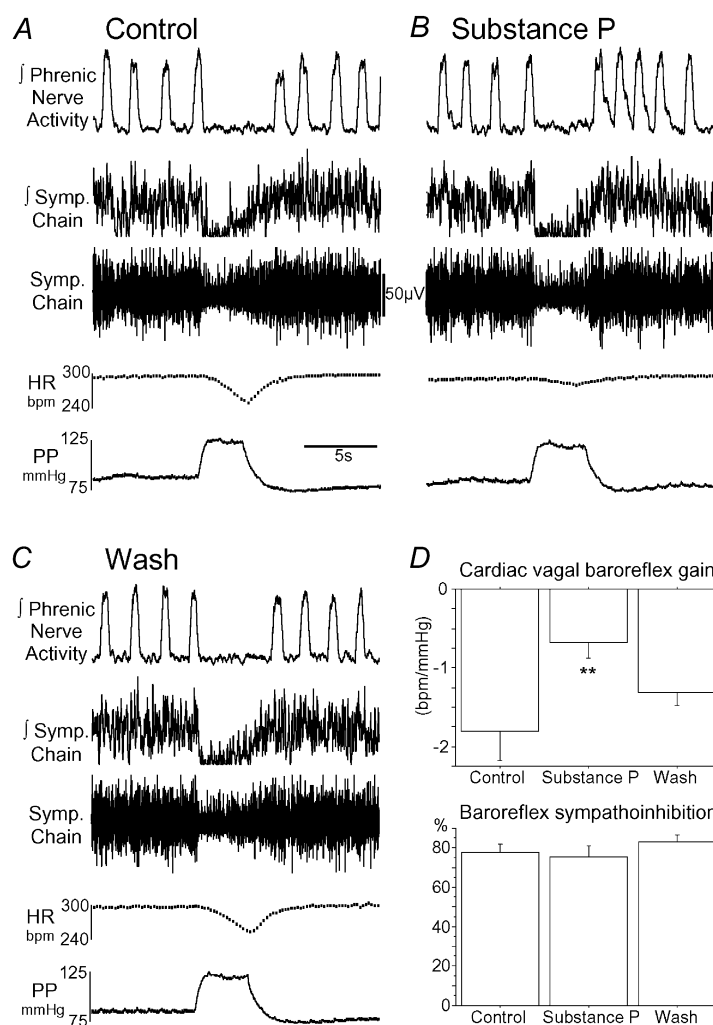 A Control
∫ Phrenic
Nerve
Activity
∫ Symp.
Chain
Symp.
Chain
50μV
HR
bpm
300
240
PP
mmHg
125
75
5s
B Substance P
C Wash
∫ Phrenic
Nerve
Activity
∫ Symp.
Chain
Symp.
Chain
HR
bpm
300
240
PP
mmHg
125
75
D
Cardiac vagal baroreflex gain
(bpm/mmHg)
0
-1
-2
**
Control Substance P Wash
Baroreflex sympathoinhibition
%
80
60
40
20
0
Control Substance P Wash